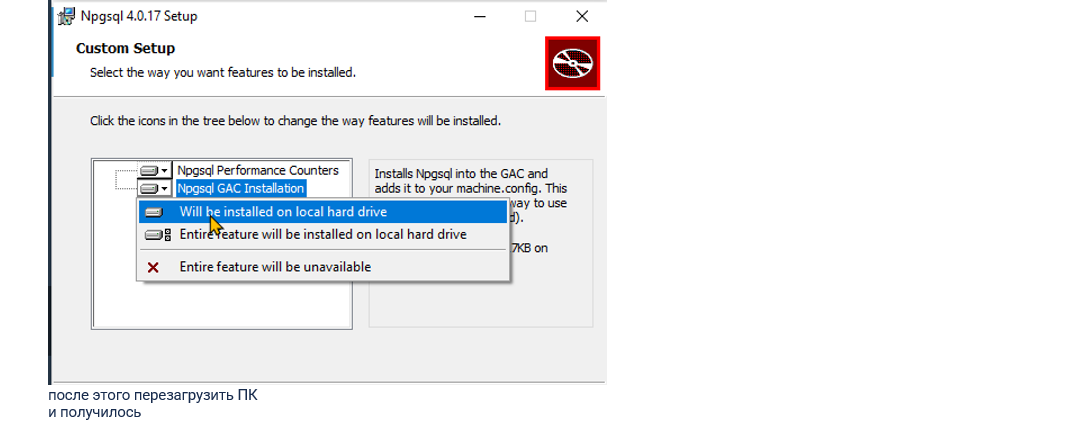 Npgsql 4.0.17 Setup
Custom Setup
Select the way you want features to be installed.
Click the icons in the tree below to change the way features will be installed.
Npgsql Performance Counters
Npgsql GAC Installation
Will be installed on local hard drive
Entire feature will be installed on local hard drive
Entire feature will be unavailable
Installs Npgsql into the GAC and
adds it to your machine.config. This
way to use
d).
7KB on
после этого перезагрузить ПК
и получилось